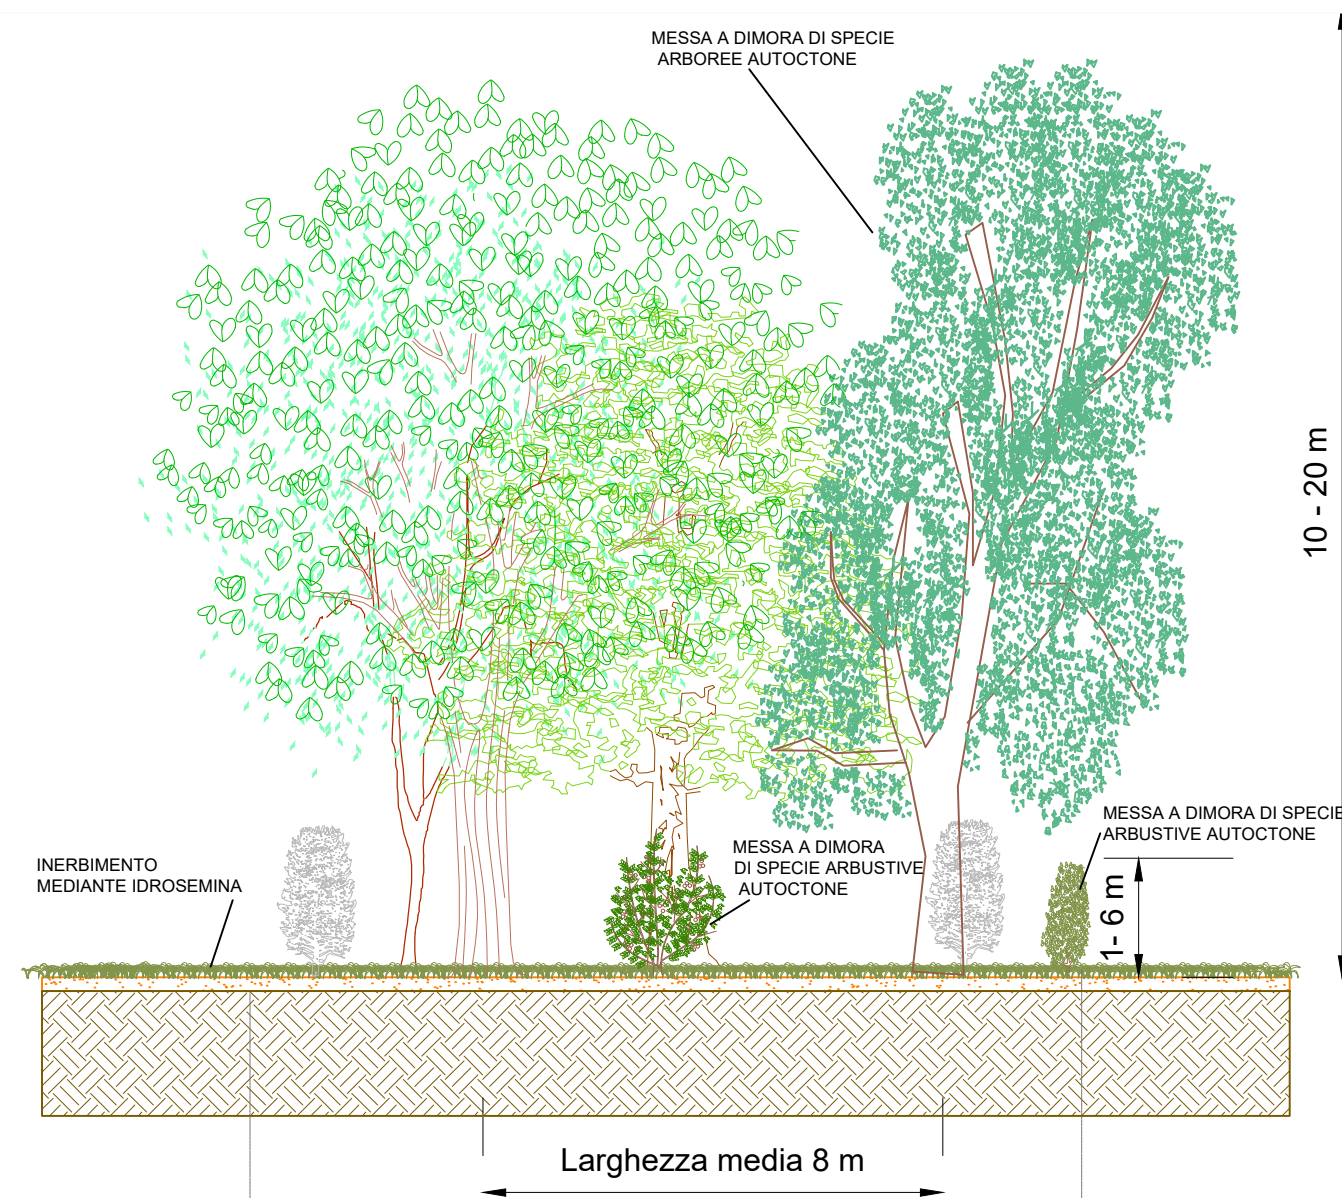 MESSA A DIMORA DI SPECIE
ARBOREE AUTOCTONE
10 - 20 m
MESSA A DIMORA DI SPECIE
ARBUSTIVE AUTOCTONE
MESSA A DIMORA
DI SPECIE ARBUSTIVE
AUTOCTONE
INERBIMENTO
MEDIANTE IDROSEMINA
1- 6 m
Larghezza media 8 m